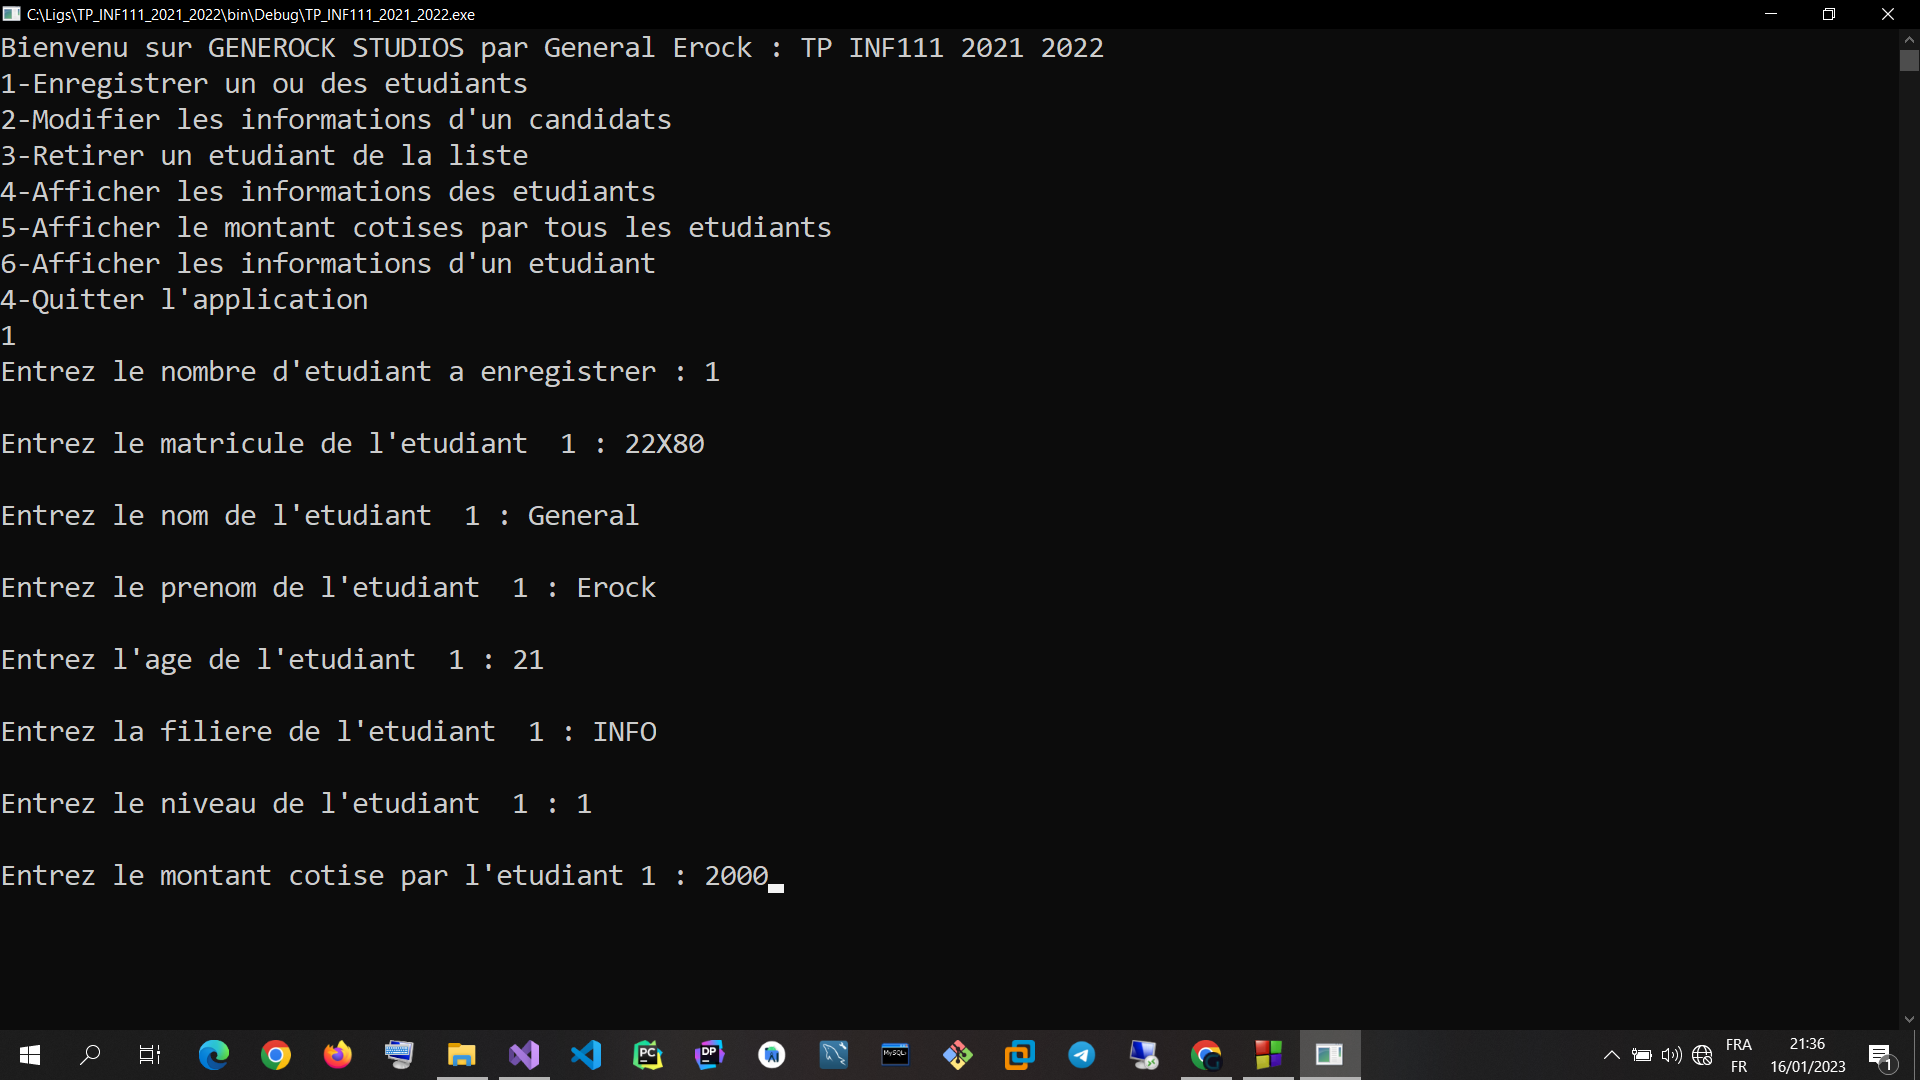 C:\Ligs\TP_INF111_2021_2022\bin\Debug\TP_INF111_2021_2022.exe
Bienvenu sur GENEROCK STUDIOS par General Erock : TP INF111 2021 2022
1-Enregistrer un ou des etudiants
2-Modifier les informations d'un candidats
3-Retirer un etudiant de la liste
4-Afficher les informations des etudiants
5-Afficher le montant cotises par tous les etudiants
6-Afficher les informations d'un etudiant
4-Quitter l'application
1
Entrez le nombre d'etudiant a enregistrer : 1
Entrez le matricule de l'etudiant  1 : 22X80
Entrez le nom de l'etudiant  1 : General
Entrez le prenom de l'etudiant  1 : Erock
Entrez l'age de l'etudiant  1 : 21
Entrez la filiere de l'etudiant  1 : INFO
Entrez le niveau de l'etudiant  1 : 1
Entrez le montant cotise par l'etudiant 1 : 2000
PC
DP
MySQL
G
FRA
FR
21:36
16/01/2023
1